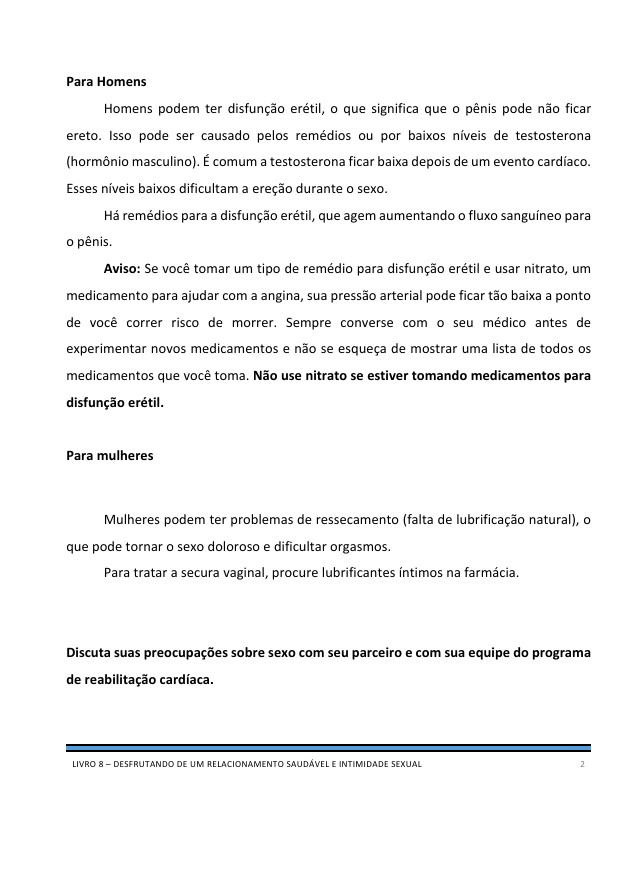 Para Homens
Homens podem ter disfunção erétil, o que significa que o pênis pode não ficar
ereto. Isso pode ser causado pelos remédios ou por baixos níveis de testosterona
(hormônio masculino). É comum a testosterona ficar baixa depois de um evento cardíaco.
Esses níveis baixos dificultam a ereção durante o sexo.
Há remédios para a disfunção erétil, que agem aumentando o fluxo sanguíneo para
o pênis.
Aviso: Se você tomar um tipo de remédio para disfunção erétil e usar nitrato, um
medicamento para ajudar com a angina, sua pressão arterial pode ficar tão baixa a ponto
de você correr risco de morrer. Sempre converse com o seu médico antes de
experimentar novos medicamentos e não se esqueça de mostrar uma lista de todos os
medicamentos que você toma. Não use nitrato se estiver tomando medicamentos para
disfunção erétil.
Para mulheres
Mulheres podem ter problemas de ressecamento (falta de lubrificação natural), o
que pode tornar o sexo doloroso e dificultar orgasmos.
Para tratar a secura vaginal, procure lubrificantes íntimos na farmácia.
Discuta suas preocupações sobre sexo com seu parceiro e com sua equipe do programa
de reabilitação cardíaca.
LIVRO 8 – DESFRUTANDO DE UM RELACIONAMENTO SAUDÁVEL E INTIMIDADE SEXUAL 2